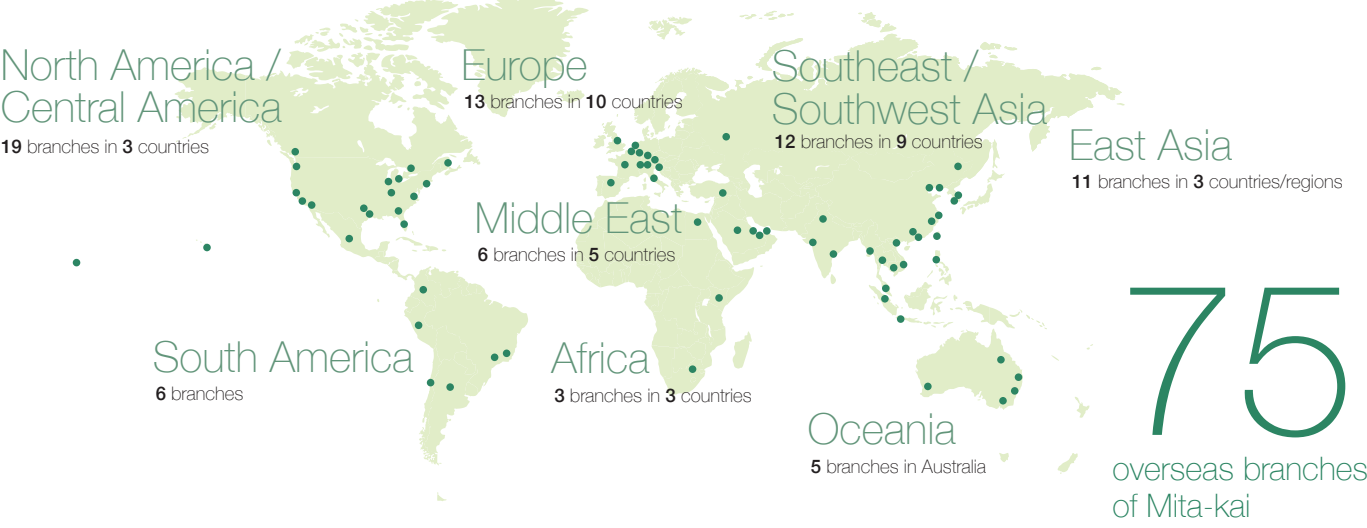 North America /
Central America
19 branches in 3 countries
Europe
13 branches in 10 countries
Southeast /
Southwest Asia
12 branches in 9 countries
East Asia
11 branches in 3 countries/regions
Middle East
6 branches in 5 countries
South America
6 branches
Africa
3 branches in 3 countries
Oceania
5 branches in Australia
75
overseas branches
of Mita-kai